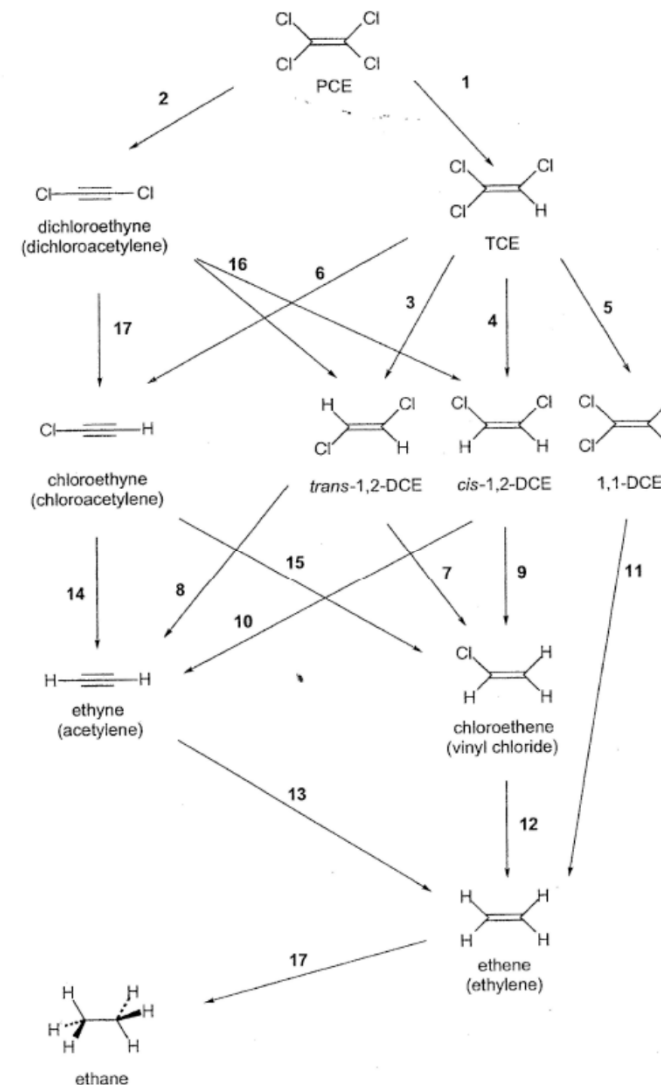 Cl Cl
Cl Cl
PCE
2
1
Cl Cl
Cl H
TCE
Cl Cl
dichloroethyne
(dichloroacetylene)
16
6
3
4
5
17
Cl H
chloroethyne
(chloroacetylene)
H Cl
Cl H
trans-1,2-DCE
Cl Cl
H H
cis-1,2-DCE
Cl
Cl
1,1-DCE
14
8
15
10
7
9
11
H H
ethyne
(acetylene)
Cl H
H H
chloroethene
(vinyl chloride)
13
12
H H
H H
ethene
(ethylene)
17
H H
H H
H H
ethane